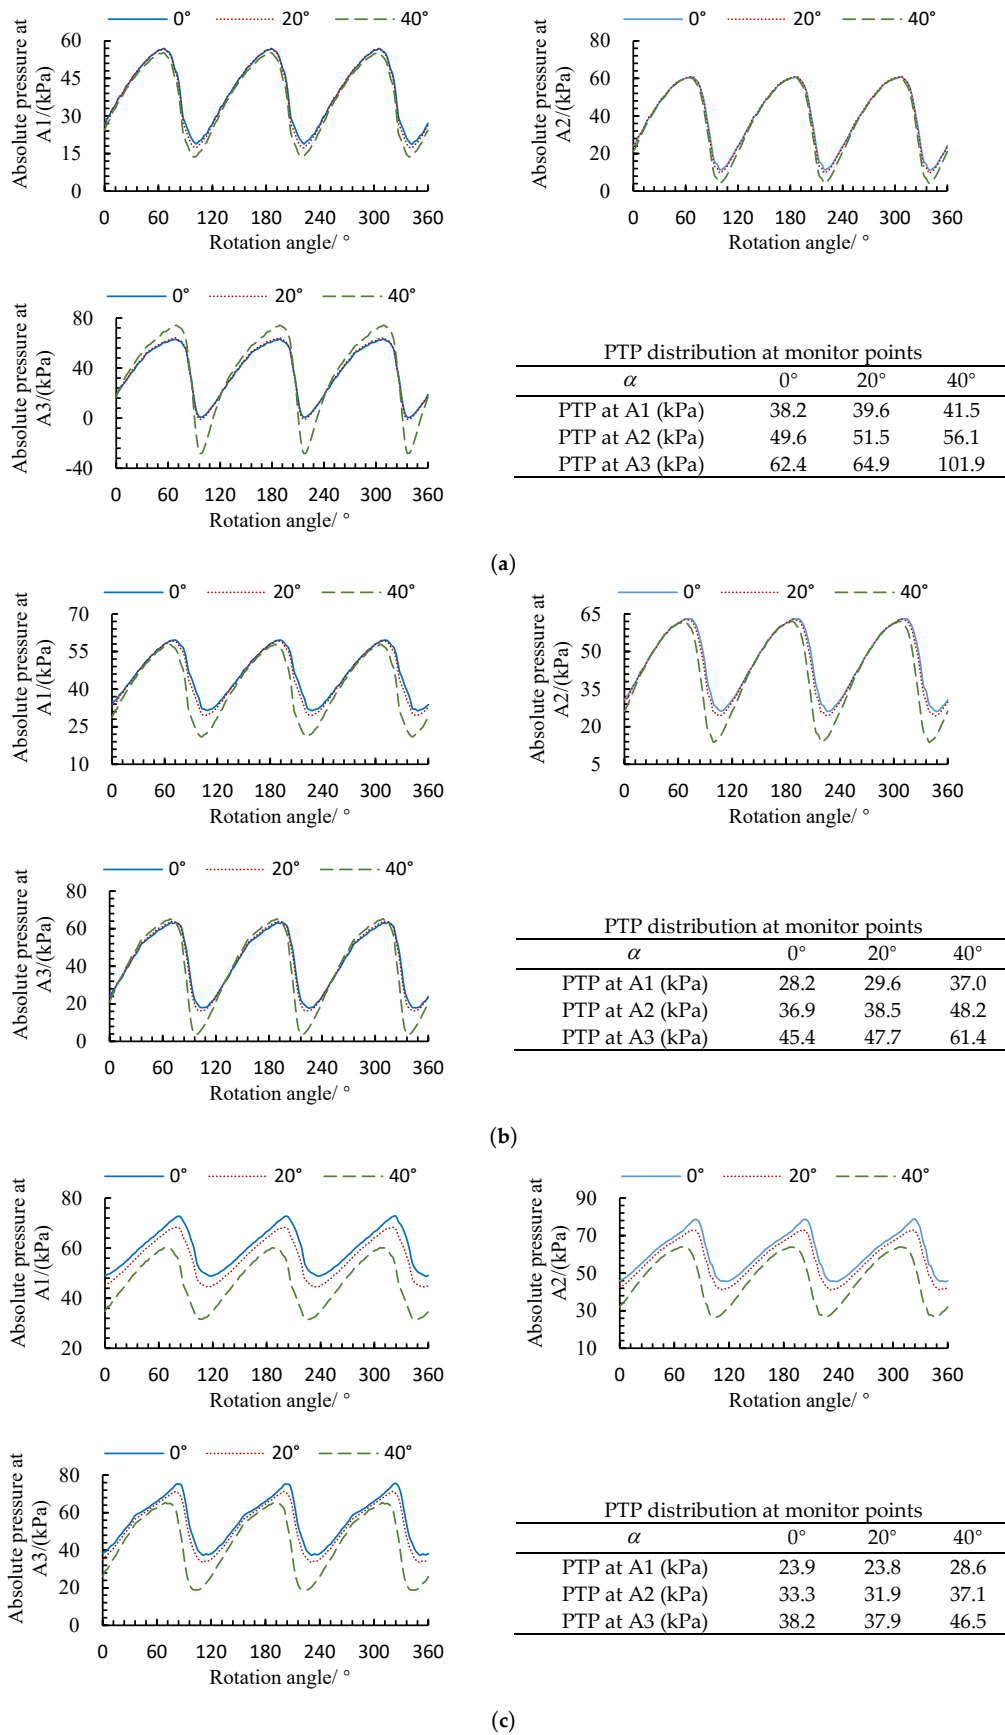 0° 20° 40°
Absolute pressure at
A1/(kPa)
60
45
30
15
0
0 60 120 180 240 300 360
Rotation angle/ °
0° 20° 40°
Absolute pressure at
A2/(kPa)
80
60
40
20
0
0 60 120 180 240 300 360
Rotation angle/ °
0° 20° 40°
Absolute pressure at
A3/(kPa)
80
40
0
-40
0 60 120 180 240 300 360
Rotation angle/ °
PTP distribution at monitor points
α 0° 20° 40°
PTP at A1 (kPa) 38.2 39.6 41.5
PTP at A2 (kPa) 49.6 51.5 56.1
PTP at A3 (kPa) 62.4 64.9 101.9
(a)
0° 20° 40°
Absolute pressure at
A1/(kPa)
70
55
40
25
10
0 60 120 180 240 300 360
Rotation angle/ °
0° 20° 40°
Absolute pressure at
A2/(kPa)
65
50
35
20
5
0 60 120 180 240 300 360
Rotation angle/ °
0° 20° 40°
Absolute pressure at
A3/(kPa)
80
60
40
20
0
0 60 120 180 240 300 360
Rotation angle/ °
PTP distribution at monitor points
α 0° 20° 40°
PTP at A1 (kPa) 28.2 29.6 37.0
PTP at A2 (kPa) 36.9 38.5 48.2
PTP at A3 (kPa) 45.4 47.7 61.4
(b)
0° 20° 40°
Absolute pressure at
A1/(kPa)
80
60
40
20
0 60 120 180 240 300 360
Rotation angle/ °
0° 20° 40°
Absolute pressure at
A2/(kPa)
90
70
50
30
10
0 60 120 180 240 300 360
Rotation angle/ °
0° 20° 40°
Absolute pressure at
A3/(kPa)
80
60
40
20
0
0 60 120 180 240 300 360
Rotation angle/ °
PTP distribution at monitor points
α 0° 20° 40°
PTP at A1 (kPa) 23.9 23.8 28.6
PTP at A2 (kPa) 33.3 31.9 37.1
PTP at A3 (kPa) 38.2 37.9 46.5
(c)